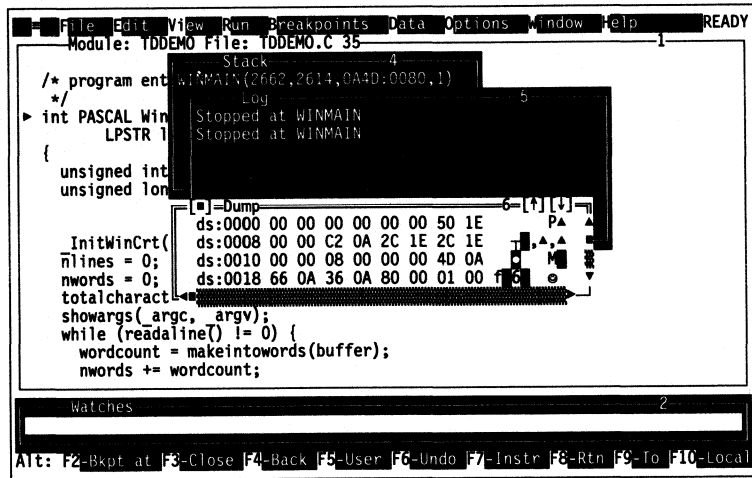 ≡ File Edit View Run Breakpoints Data Options Window Help READY
Module: TDDEMO File: TDDEMO.C 35 1
Stack 4
/* program ent WINMAIN(2662,2614,0A4D:0080,1)
*/ Log 5
► int PASCAL Win Stopped at WINMAIN
LPSTR l Stopped at WINMAIN
{
unsigned int
unsigned lon
[■]=Dump 6=[↑][↓]
ds:0000 00 00 00 00 00 00 50 1E P▲
_InitWinCrt( ds:0008 00 00 C2 0A 2C 1E 2C 1E ┬ ,▲,▲
nlines = 0; ds:0010 00 00 08 00 00 00 4D 0A M
nwords = 0; ds:0018 66 0A 36 0A 80 00 01 00 f 6 ☺
totalcharact
showargs(_argc, _argv);
while (readaline() != 0) {
wordcount = makeintowords(buffer);
nwords += wordcount;
Watches 2
Alt: F2-Bkpt at F3-Close F4-Back F5-User F6-Undo F7-Instr F8-Rtn F9-To F10-Local